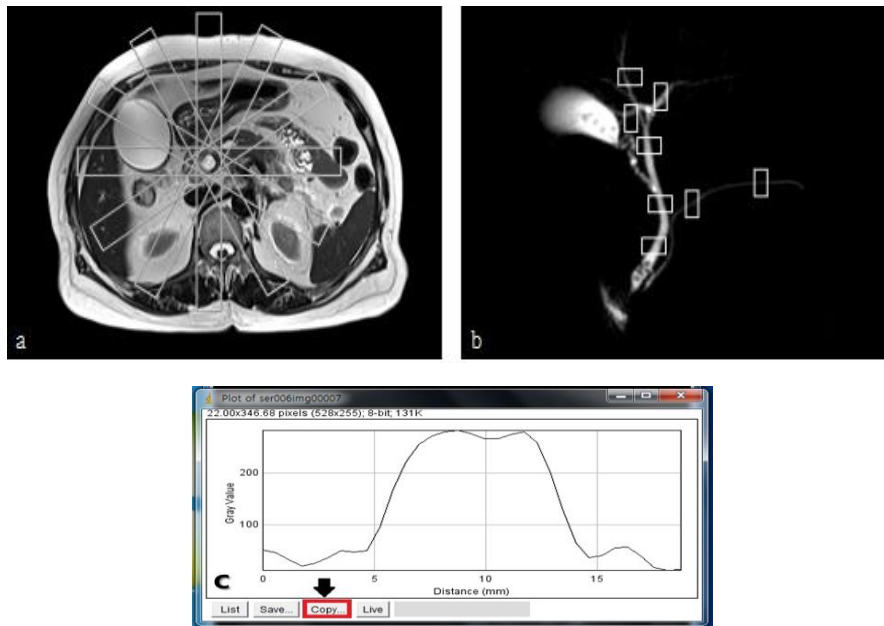 a
b
Plot of ser006img00007
22.00x346.68 pixels (528x255); 8-bit; 131K
200
100
Gray Value
0 5 10 15
Distance (mm)
C
List Save... Copy... Live